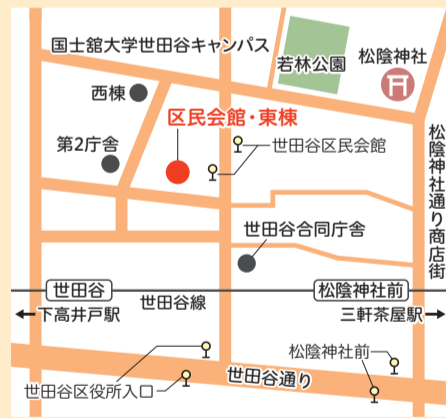 国士舘大学世田谷キャンパス
若林公園
松陰神社
西棟
区民会館・東棟
第2庁舎
世田谷区民会館
松陰神社通り商店街
世田谷合同庁舎
世田谷
松陰神社前
世田谷線
←下高井戸駅
三軒茶屋駅→
松陰神社前
世田谷通り
世田谷区役所入口